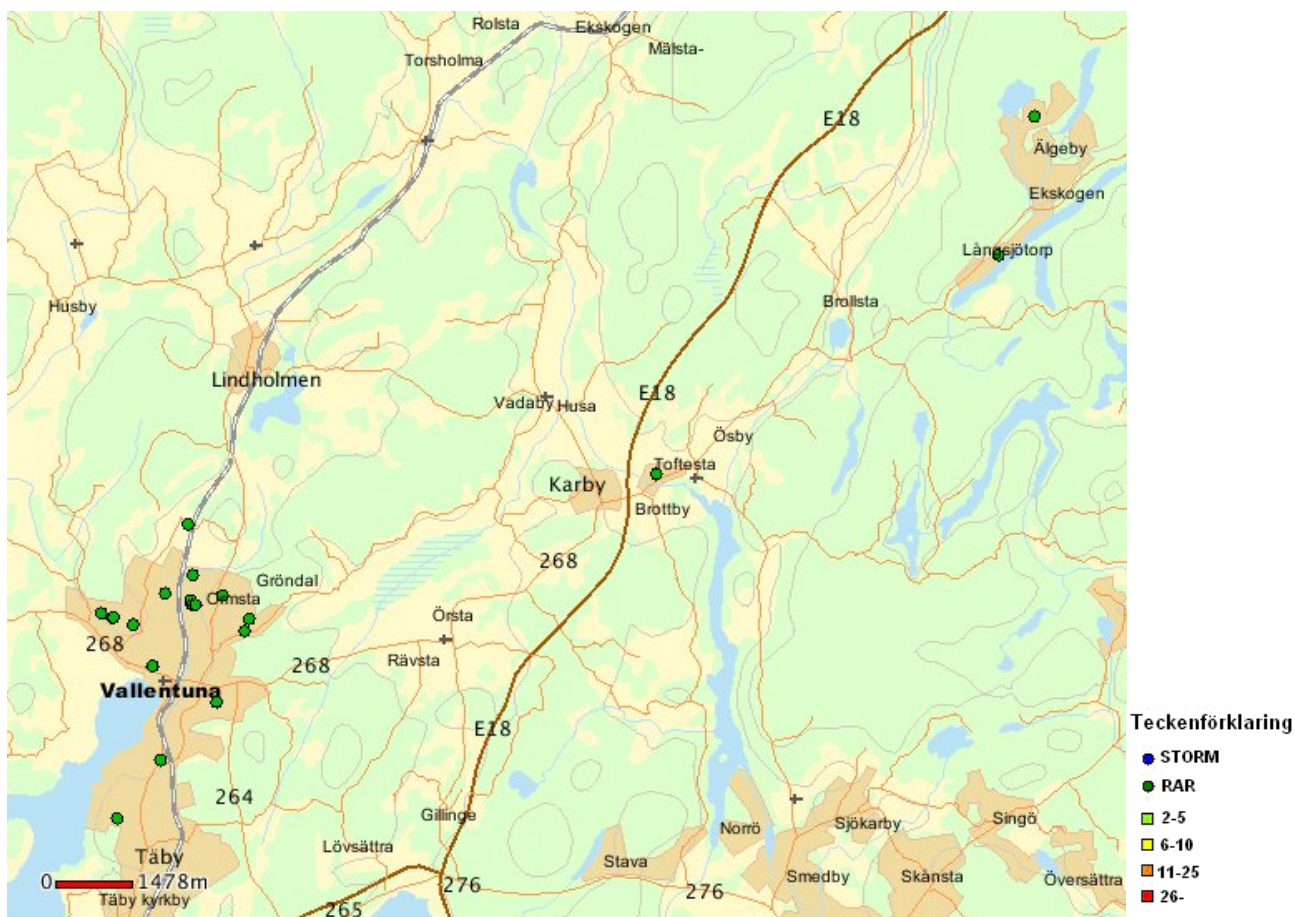 Rolsta
Ekskogen
Mälsta-
Torsholma
E18
Älgeby
Ekskogen
Långsjötorp
Husby
Brollsta
Lindholmen
E18
Vadaby
Husa
Ösby
Toftesta
Karby
Brottby
268
Gröndal
Ormsta
Örsta
268
268
Rävsta
Vallentuna
E18
264
Gillinge
Norrö
Sjökarby
Singö
Lövsättra
Täby
Stava
Smedby
Skånsta
Översättra
0
1478m
276
276
Täby kyrkby
265
Teckenförklaring
STORM
RAR
2-5
6-10
11-25
26-